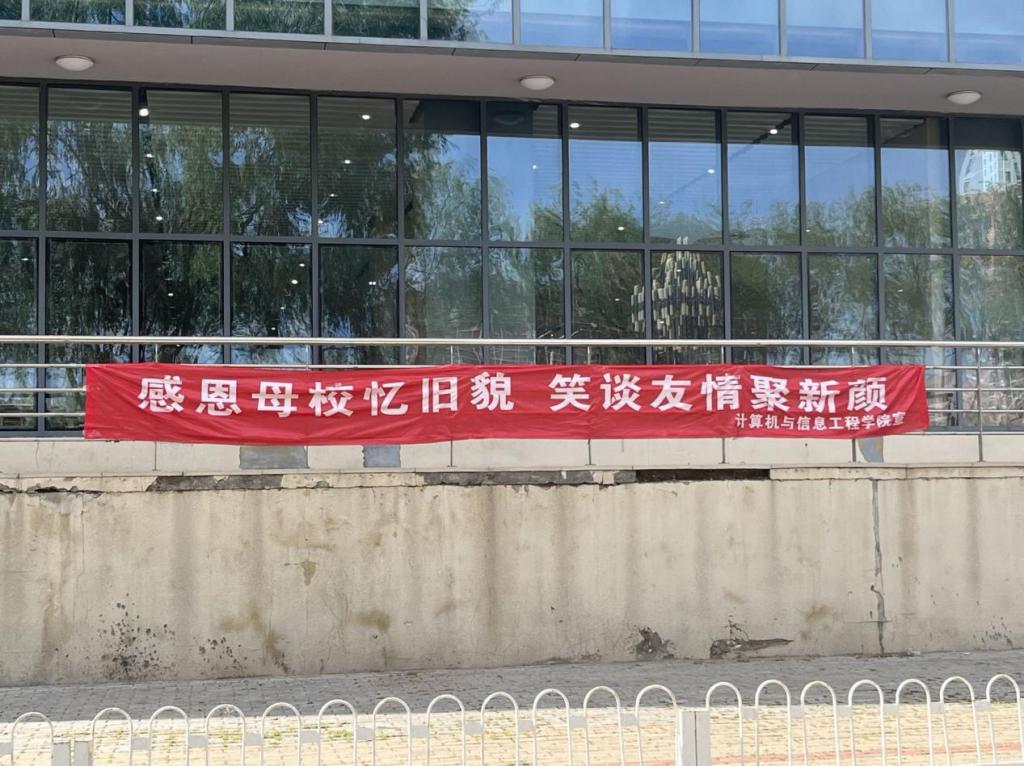 感恩母校忆旧貌 笑谈友情聚新颜
计算机与信息工程学院宣